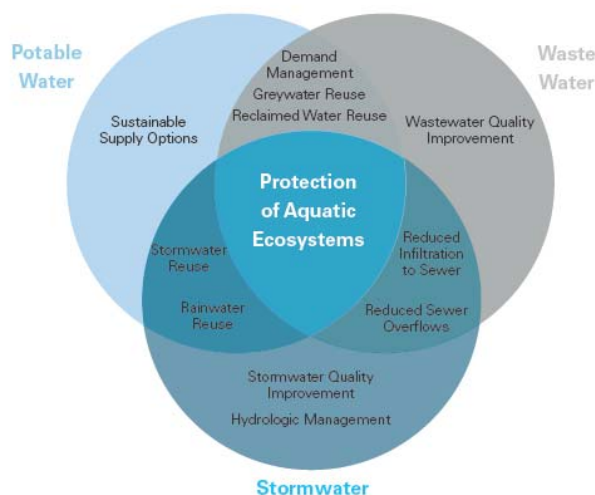 Potable
Water
Waste
Water
Demand
Management
Greywater Reuse
Reclaimed Water Reuse
Sustainable
Supply Options
Wastewater Quality
Improvement
Protection
of Aquatic
Ecosystems
Stormwater
Reuse
Rainwater
Reuse
Reduced
Infiltration
to Sewer
Reduced Sewer
Overflows
Stormwater Quality
Improvement
Hydrologic Management
Stormwater